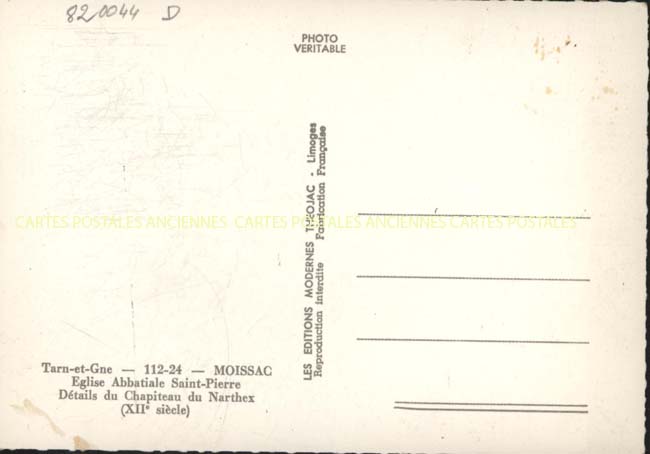 820044 D
PHOTO
VERITABLE
LES EDITIONS MODERNES THEOJAC - Limoges
Reproduction interdite Fabrication Française
CARTES POSTALES ANCIENNES CARTES POSTALES ANCIENNES CARTES POSTALES
Tarn-et-Gne — 112-24 — MOISSAC
Eglise Abbatiale Saint-Pierre
Détails du Chapiteau du Narthex
(XIIe siècle)